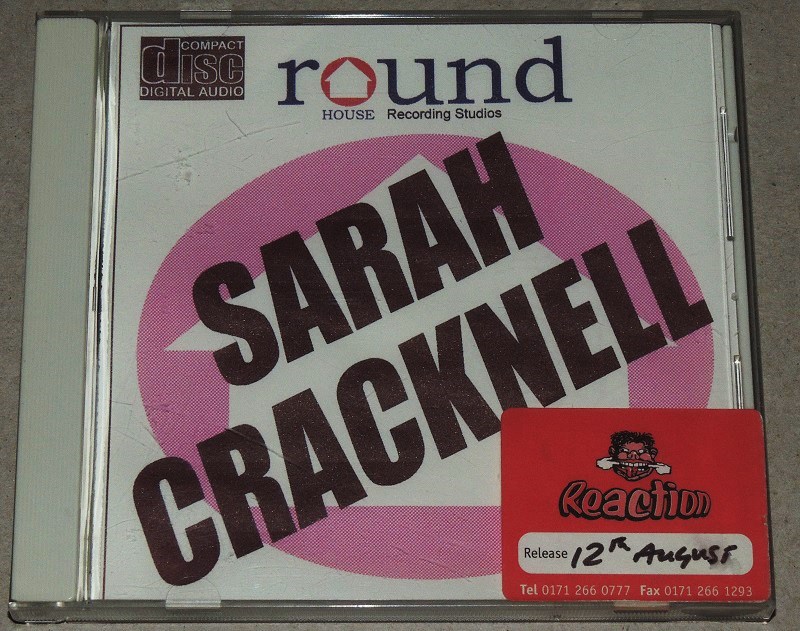 COMPACT
disc
DIGITAL AUDIO
round
HOUSE Recording Studios
SARAH
CRACKNELL
Reaction
Release 12th AUGUST
Tel 0171 266 0777 Fax 0171 266 1293